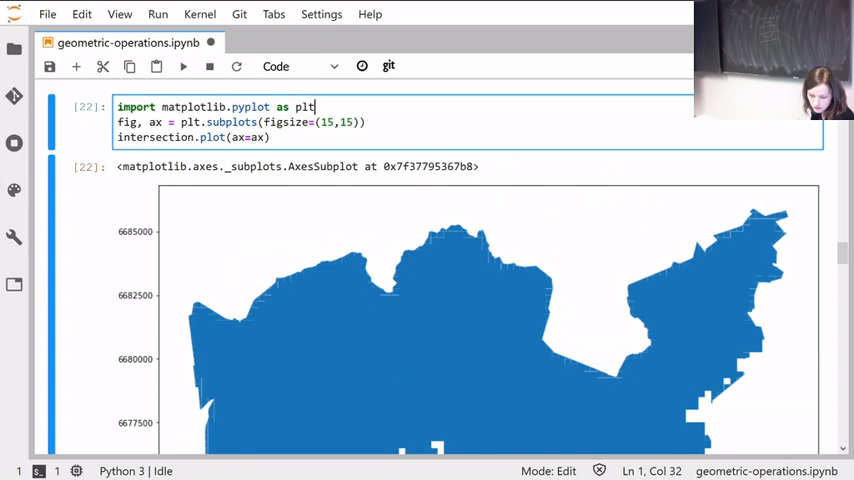 File Edit View Run Kernel Git Tabs Settings Help
geometric-operations.ipynb
Code
git
[22]: import matplotlib.pyplot as plt
fig, ax = plt.subplots(figsize=(15,15))
intersection.plot(ax=ax)
[22]: <matplotlib.axes._subplots.AxesSubplot at 0x7f37795367b8>
6685000
6682500
6680000
6677500
1 $_ 1 Python 3 | Idle Mode: Edit Ln 1, Col 32 geometric-operations.ipynb